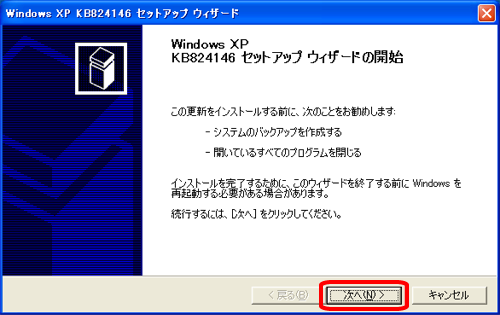 Windows XP KB824146 セットアップ ウィザード
Windows XP
KB824146 セットアップ ウィザードの開始
この更新をインストールする前に、次のことをお勧めします:
- システムのバックアップを作成する
- 開いているすべてのプログラムを閉じる
インストールを完了するために、このウィザードを終了する前に Windows を
再起動する必要がある場合があります。
続行するには、[次へ] をクリックしてください。
< 戻る(B)
次へ(N) >
キャンセル